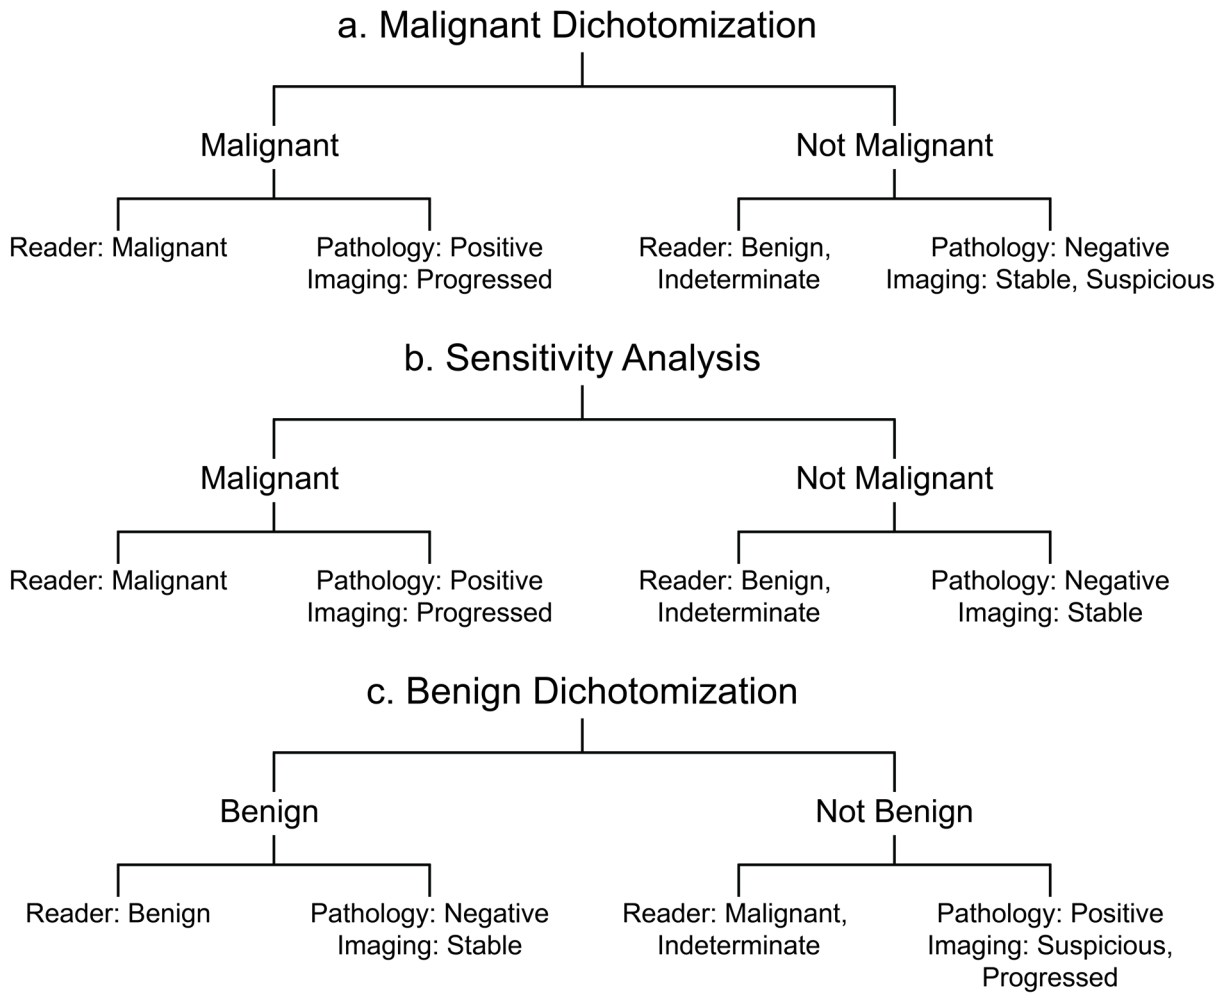 a. Malignant Dichotomization
Malignant
Not Malignant
Reader: Malignant
Pathology: Positive
Imaging: Progressed
Reader: Benign,
Indeterminate
Pathology: Negative
Imaging: Stable, Suspicious
b. Sensitivity Analysis
Malignant
Not Malignant
Reader: Malignant
Pathology: Positive
Imaging: Progressed
Reader: Benign,
Indeterminate
Pathology: Negative
Imaging: Stable
c. Benign Dichotomization
Benign
Not Benign
Reader: Benign
Pathology: Negative
Imaging: Stable
Reader: Malignant,
Indeterminate
Pathology: Positive
Imaging: Suspicious,
Progressed